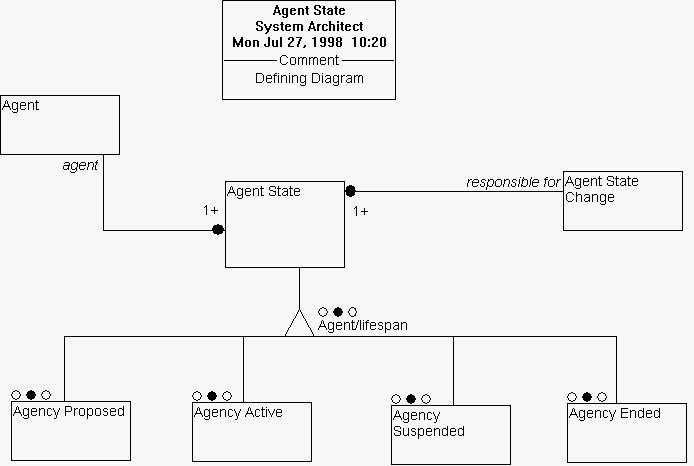 Agent State
System Architect
Mon Jul 27, 1998 10:20
Comment
Defining Diagram
Agent
agent
1+
Agent State
1+
responsible for
Agent State
Change
Agent/lifespan
Agency Proposed
Agency Active
Agency
Suspended
Agency Ended